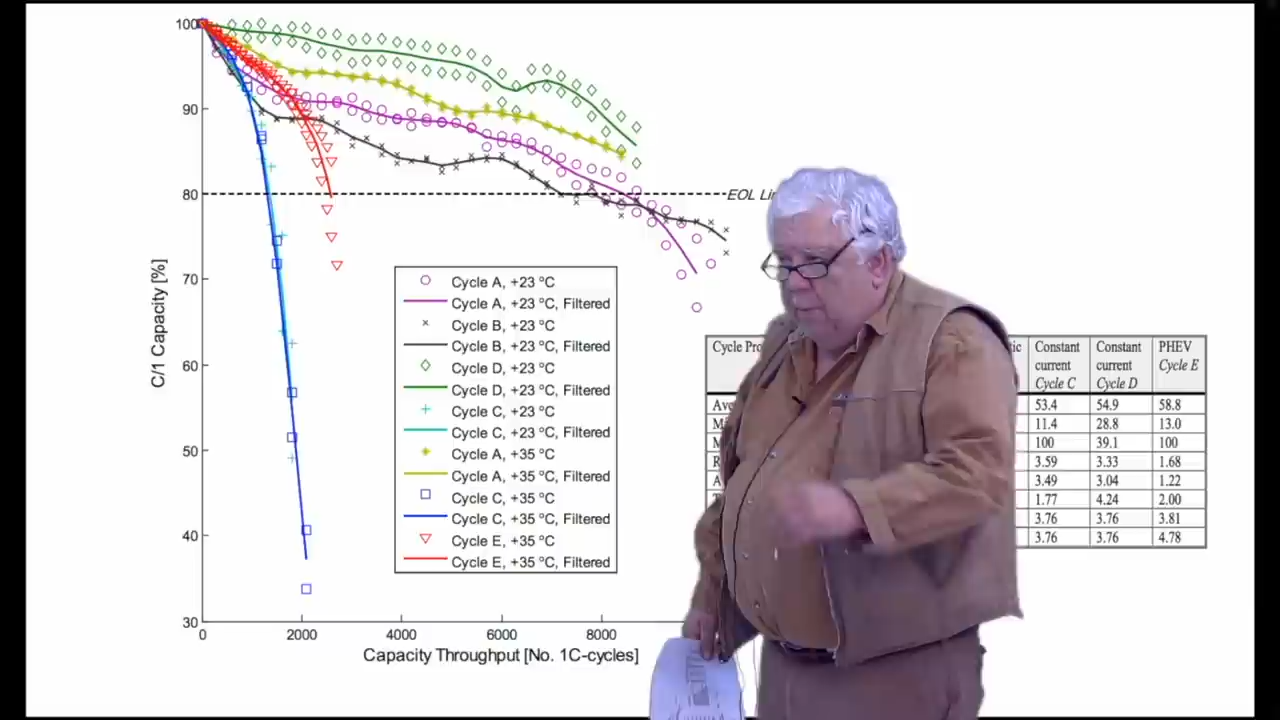 100
90
80
70
60
50
40
30
C/1 Capacity [%]
0
2000
4000
6000
8000
Capacity Throughput [No. 1C-cycles]
EOL
Cycle A, +23 °C
Cycle A, +23 °C, Filtered
Cycle B, +23 °C
Cycle B, +23 °C, Filtered
Cycle D, +23 °C
Cycle D, +23 °C, Filtered
Cycle C, +23 °C
Cycle C, +23 °C, Filtered
Cycle A, +35 °C
Cycle A, +35 °C, Filtered
Cycle C, +35 °C
Cycle C, +35 °C, Filtered
Cycle E, +35 °C
Cycle E, +35 °C, Filtered
Cycle Constant Constant PHEV
current current Cycle E
Cycle C Cycle D
53.4 54.9 58.8
11.4 28.8 13.0
100 39.1 100
3.59 3.33 1.68
3.49 3.04 1.22
1.77 4.24 2.00
3.76 3.76 3.81
3.76 3.76 4.78